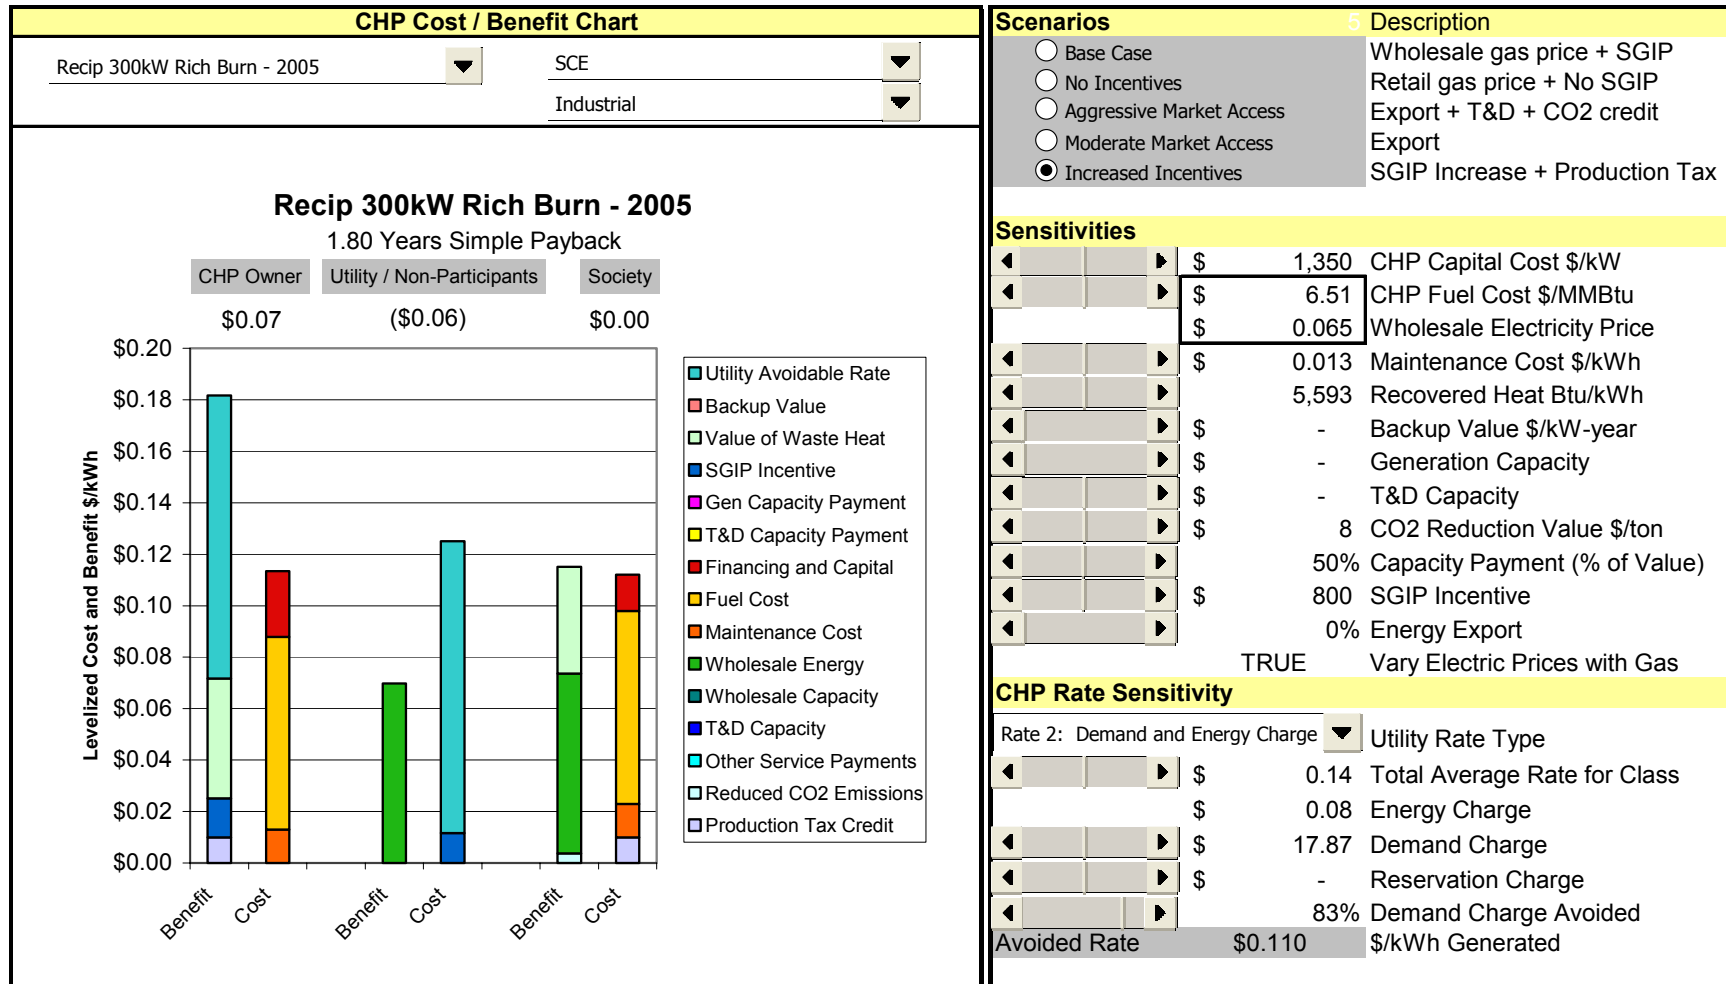 CHP Cost / Benefit Chart
Recip 300kW Rich Burn - 2005
SCE
Industrial
Recip 300kW Rich Burn - 2005
1.80 Years Simple Payback
CHP Owner Utility / Non-Participants Society
$0.07 ($0.06) $0.00
Levelized Cost and Benefit $/kWh
$0.20
$0.18
$0.16
$0.14
$0.12
$0.10
$0.08
$0.06
$0.04
$0.02
$0.00
Benefit Cost Benefit Cost Benefit Cost
Utility Avoidable Rate
Backup Value
Value of Waste Heat
SGIP Incentive
Gen Capacity Payment
T&D Capacity Payment
Financing and Capital
Fuel Cost
Maintenance Cost
Wholesale Energy
Wholesale Capacity
T&D Capacity
Other Service Payments
Reduced CO2 Emissions
Production Tax Credit
Scenarios 5 Description
Base Case Wholesale gas price + SGIP
No Incentives Retail gas price + No SGIP
Aggressive Market Access Export + T&D + CO2 credit
Moderate Market Access Export
Increased Incentives SGIP Increase + Production Tax
Sensitivities
$ 1,350 CHP Capital Cost $/kW
$ 6.51 CHP Fuel Cost $/MMBtu
$ 0.065 Wholesale Electricity Price
$ 0.013 Maintenance Cost $/kWh
5,593 Recovered Heat Btu/kWh
$ - Backup Value $/kW-year
$ - Generation Capacity
$ - T&D Capacity
$ 8 CO2 Reduction Value $/ton
50% Capacity Payment (% of Value)
$ 800 SGIP Incentive
0% Energy Export
TRUE Vary Electric Prices with Gas
CHP Rate Sensitivity
Rate 2: Demand and Energy Charge Utility Rate Type
$ 0.14 Total Average Rate for Class
$ 0.08 Energy Charge
$ 17.87 Demand Charge
$ - Reservation Charge
83% Demand Charge Avoided
Avoided Rate $0.110 $/kWh Generated